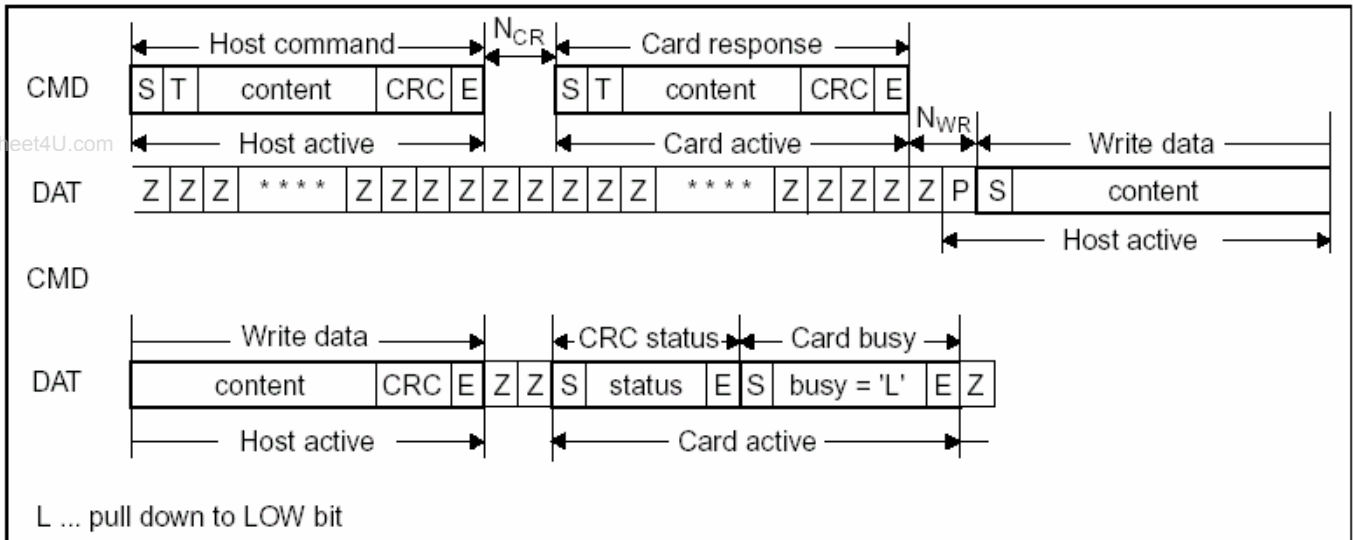 Host command NCR Card response
CMD S T content CRC E S T content CRC E
heet4U.com Host active Card active NWR Write data
DAT Z Z Z * * * * Z Z Z Z Z Z Z Z Z * * * * Z Z Z Z Z P S content
Host active
CMD
Write data CRC status Card busy
DAT content CRC E Z Z S status E S busy = 'L' E Z
Host active Card active
L ... pull down to LOW bit